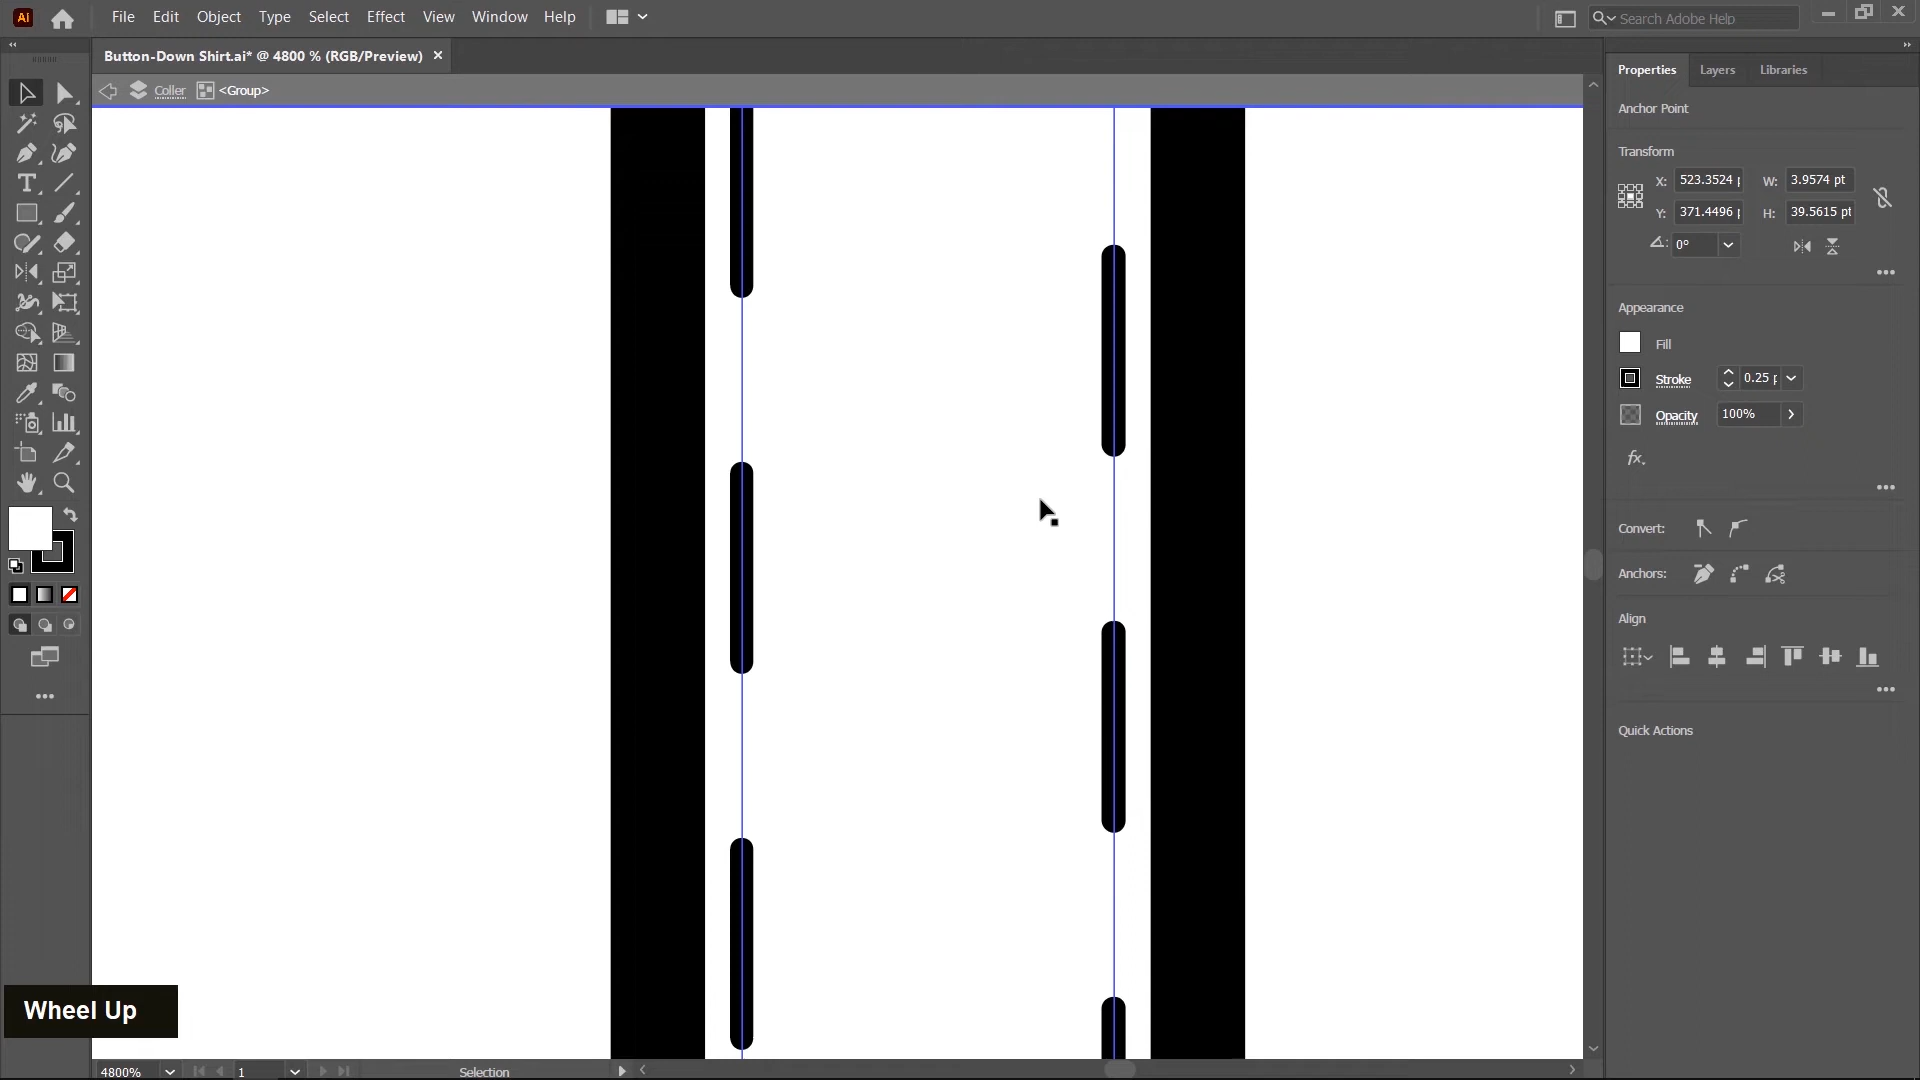 Ai File Edit Object Type Select Effect View Window Help Search Adobe Help
Button-Down Shirt.ai* @ 4800 % (RGB/Preview)
Coller <Group>
Properties Layers Libraries
Anchor Point
Transform
X: 523.3524 p W: 3.9574 pt
Y: 371.4496 p H: 39.5615 pt
0°
Appearance
Fill
Stroke 0.25 p
Opacity 100%
fx.
Convert:
Anchors:
Align
Quick Actions
Wheel Up
4800% 1 Selection